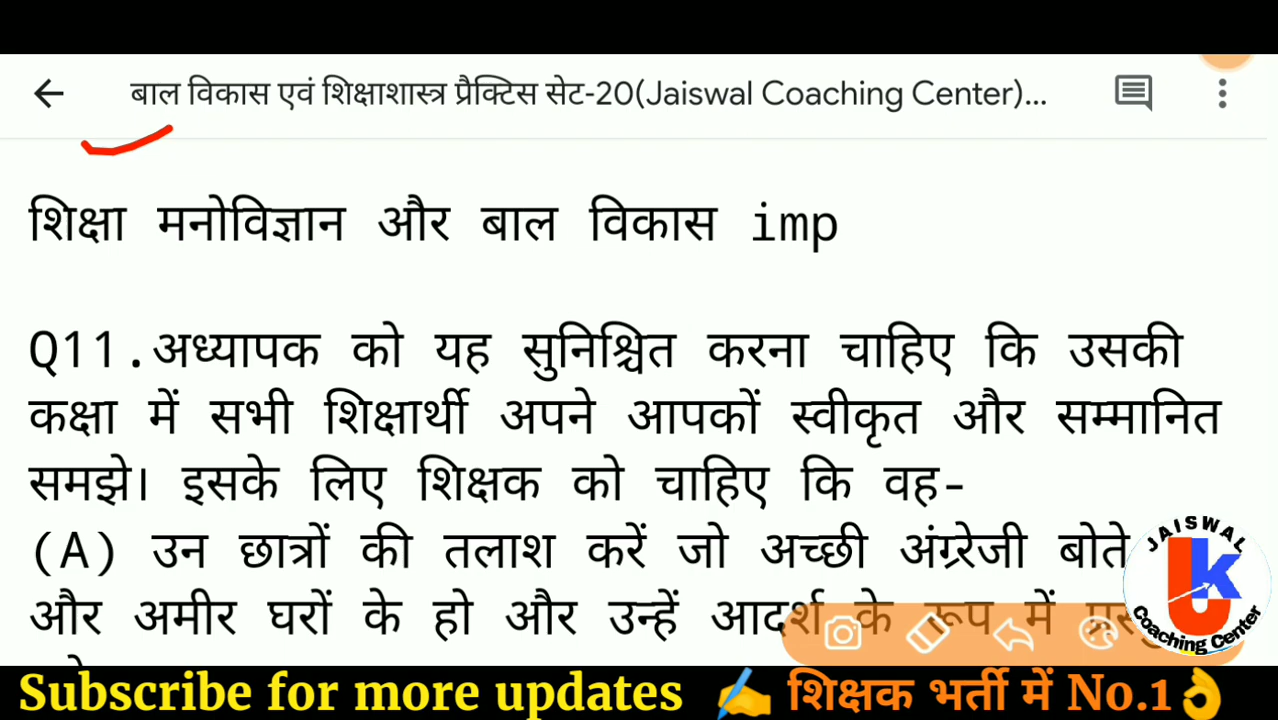 बाल विकास एवं शिक्षाशास्त्र प्रैक्टिस सेट-20(Jaiswal Coaching Center)...
शिक्षा मनोविज्ञान और बाल विकास imp
Q11.अध्यापक को यह सुनिश्चित करना चाहिए कि उसकी
कक्षा में सभी शिक्षार्थी अपने आपकों स्वीकृत और सम्मानित
समझे। इसके लिए शिक्षक को चाहिए कि वह-
(A) उन छात्रों की तलाश करें जो अच्छी अंग्ररेजी बोते
और अमीर घरों के हो और उन्हें आदर्श के रूप में
JAISWAL
UK
Coaching Center
Subscribe for more updates ✍️ शिक्षक भर्ती में No.1👌